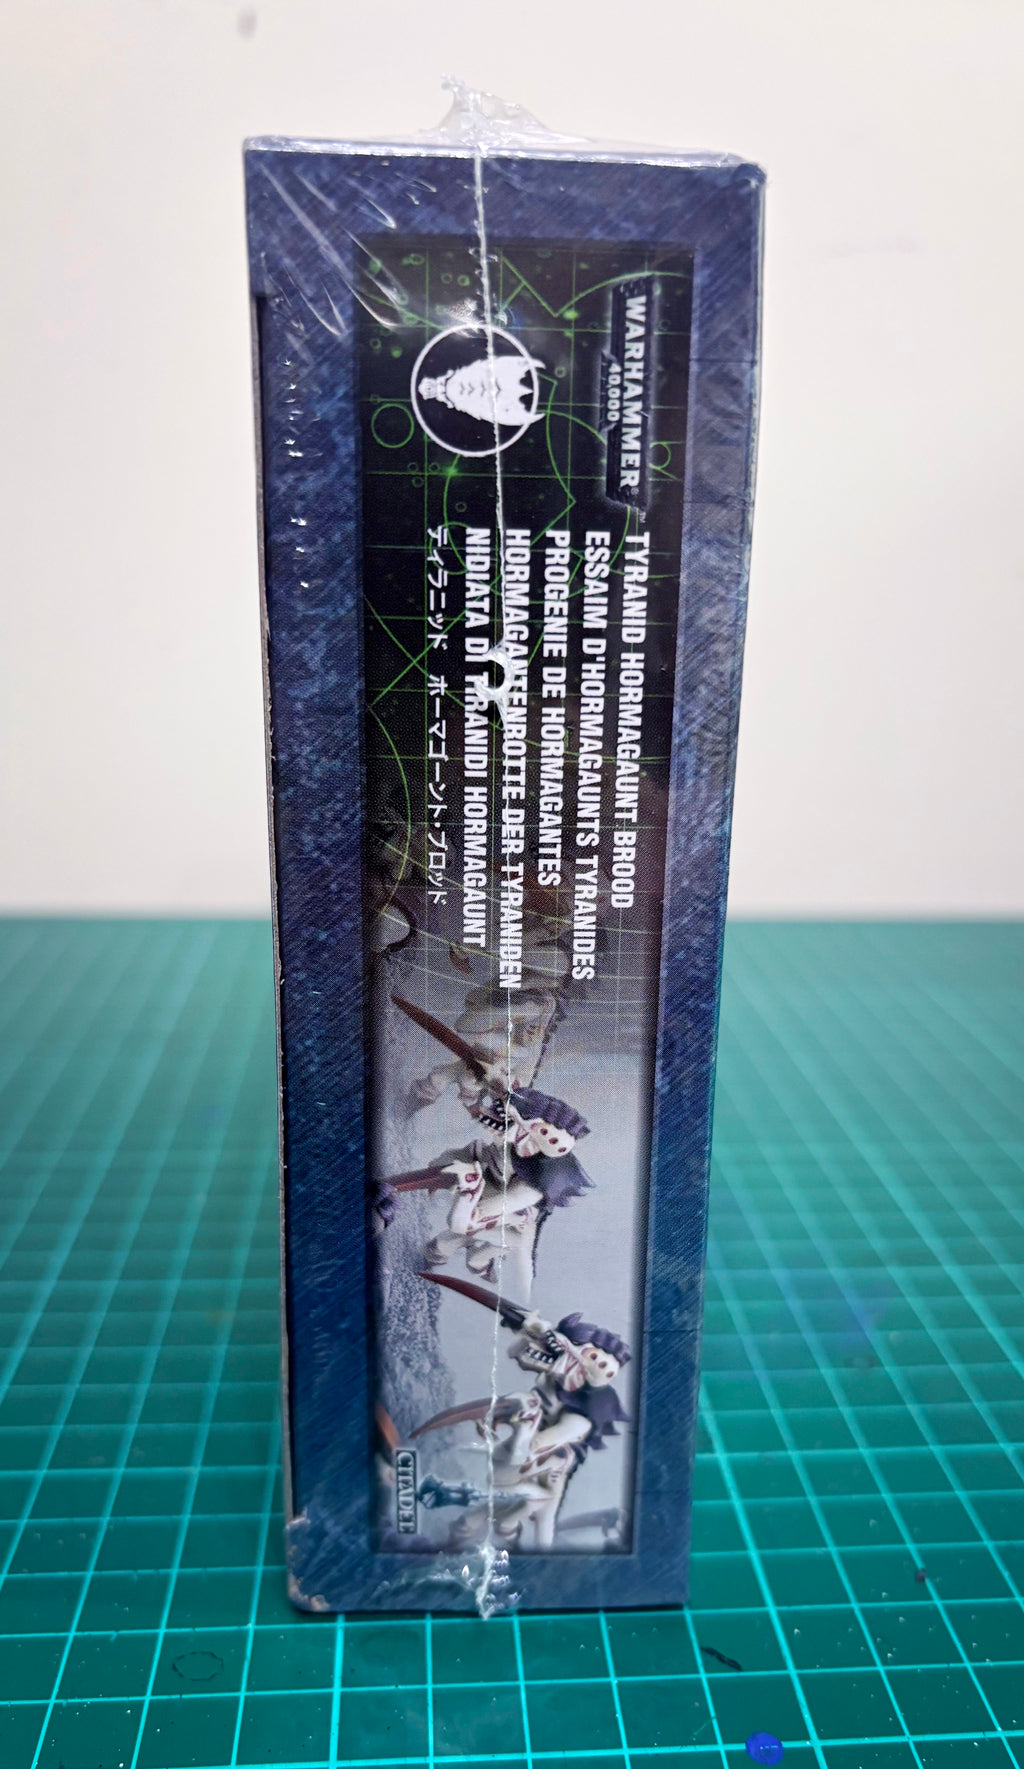 WARHAMMER®
40,000
TYRANID HORMAGAUNT BROOD
ESSAIM D'HORMAGAUNTS TYRANIDES
PROGENIE DE HORMAGANTES
HORMAGANTENROTTE DER TYRANIDEN
NIDIATA DI TIRANIDI HORMAGAUNT
ティラニッド ホーマゴーント・ブロッド
CITADEL